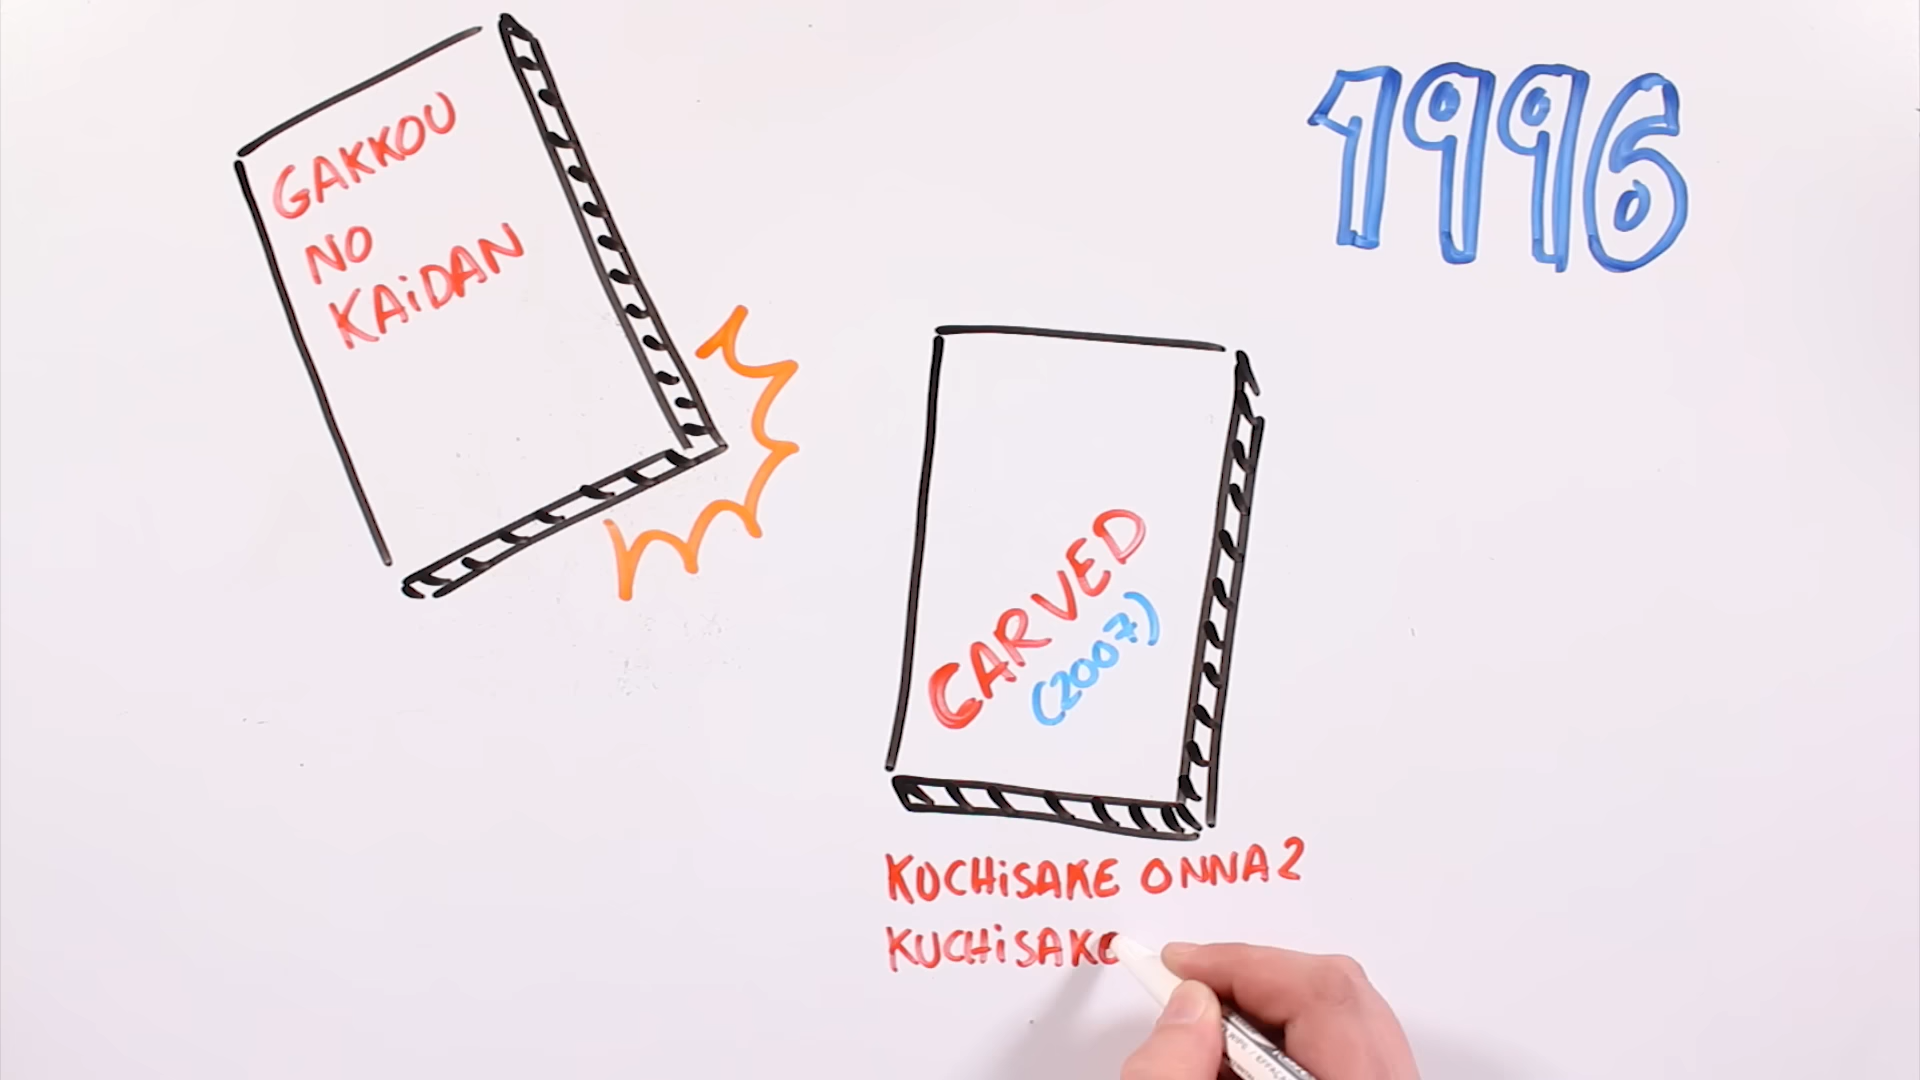 GAKKOU
NO
KAiDAN
1996
CARVED
(2007)
KUCHiSAKE ONNA 2
KUCHiSAKE